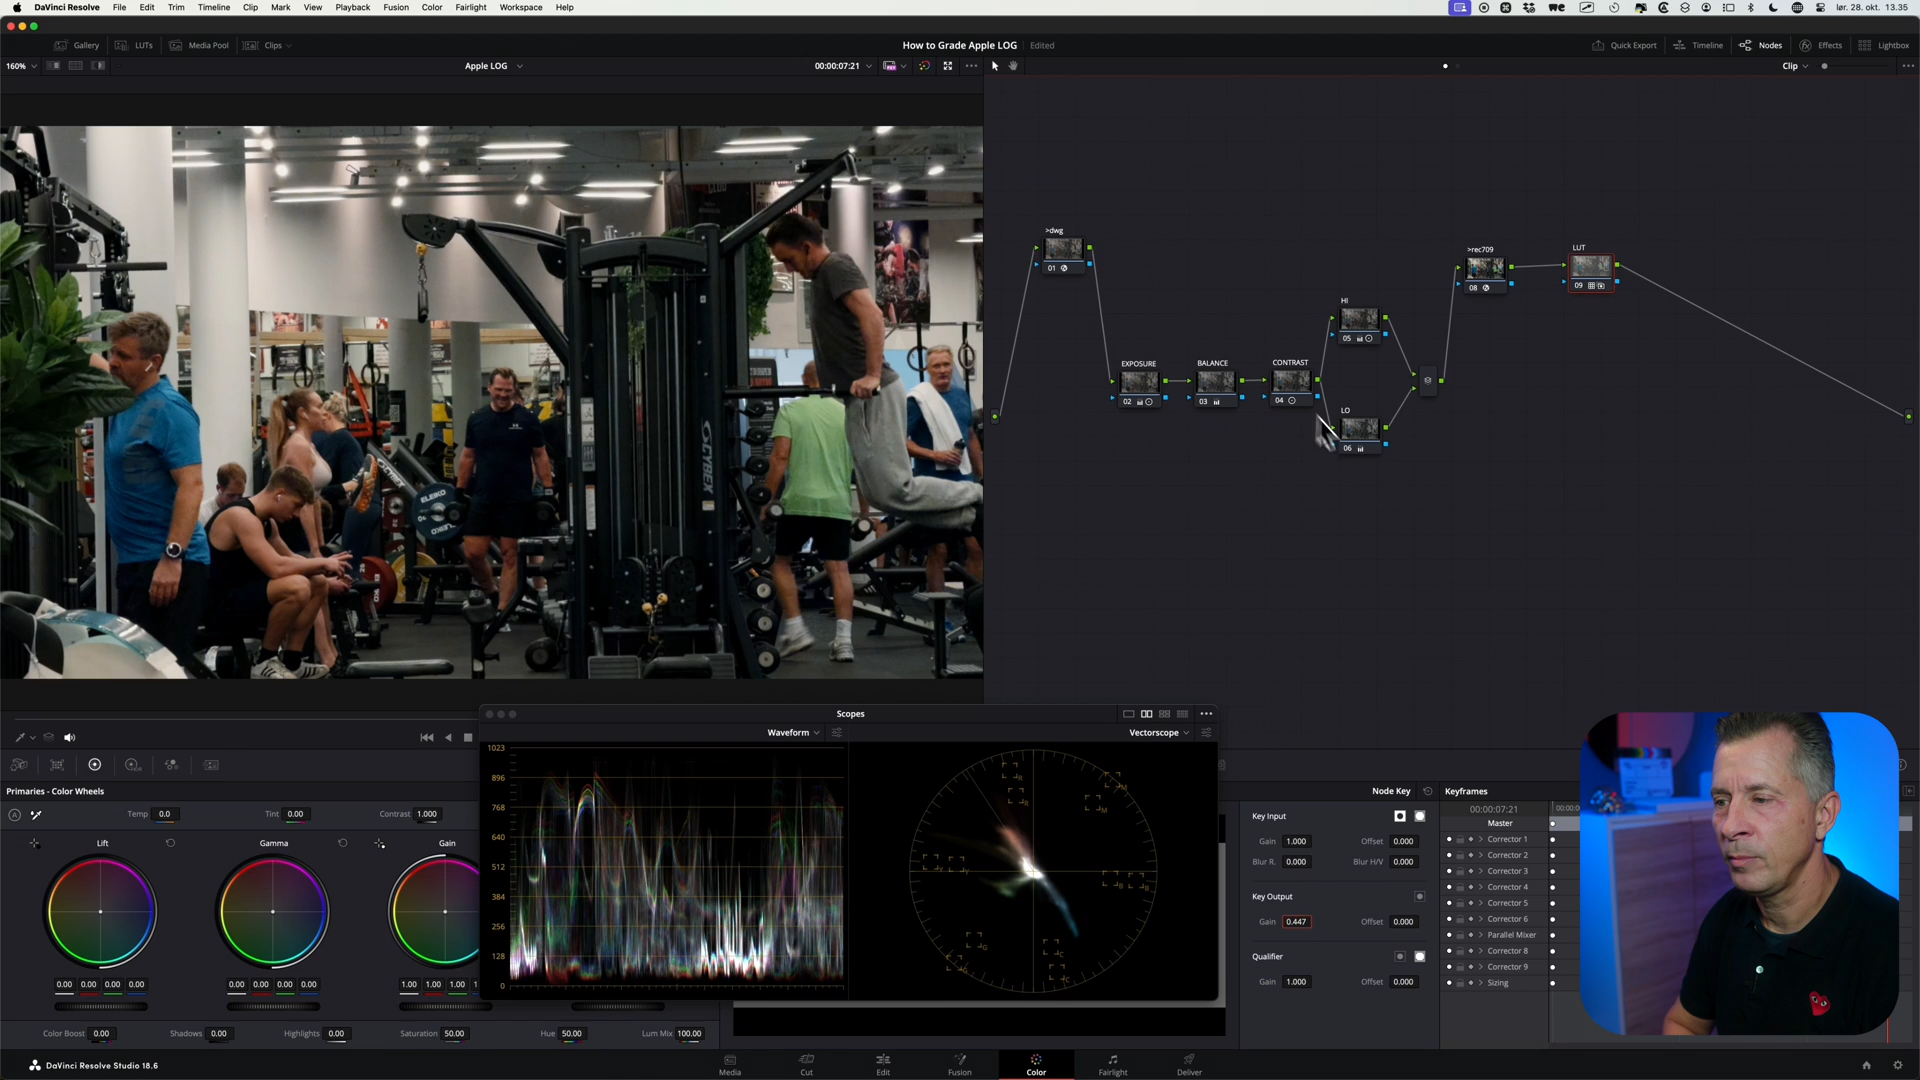 DaVinci Resolve File Edit Trim Timeline Clip Mark View Playback Fusion Color Fairlight Workspace Help lør. 28. okt. 13.35
Gallery LUTs Media Pool Clips How to Grade Apple LOG Edited Quick Export Timeline Nodes Effects Lightbox
160% Apple LOG 00:00:07:21 Clip
>dwg
01
EXPOSURE
02
BALANCE
03
CONTRAST
04
HI
05
LO
06
>rec709
08
LUT
09
CYBEX
ELEIKO
Scopes
Waveform Vectorscope
1023
896
768
640
512
384
256
128
0
Primaries - Color Wheels
Temp 0.0 Tint 0.00 Contrast 1.000
Lift Gamma Gain
0.00 0.00 0.00 0.00 0.00 0.00 0.00 0.00 1.00 1.00 1.00
Color Boost 0.00 Shadows 0.00 Highlights 0.00 Saturation 50.00 Hue 50.00 Lum Mix 100.00
Node Key
Key Input
Gain 1.000 Offset 0.000
Blur R. 0.000 Blur H/V 0.000
Key Output
Gain 0.447 Offset 0.000
Qualifier
Gain 1.000 Offset 0.000
Keyframes
00:00:07:21
Master
Corrector 1
Corrector 2
Corrector 3
Corrector 4
Corrector 5
Corrector 6
Parallel Mixer
Corrector 8
Corrector 9
Sizing
DaVinci Resolve Studio 18.6
Media Cut Edit Fusion Color Fairlight Deliver